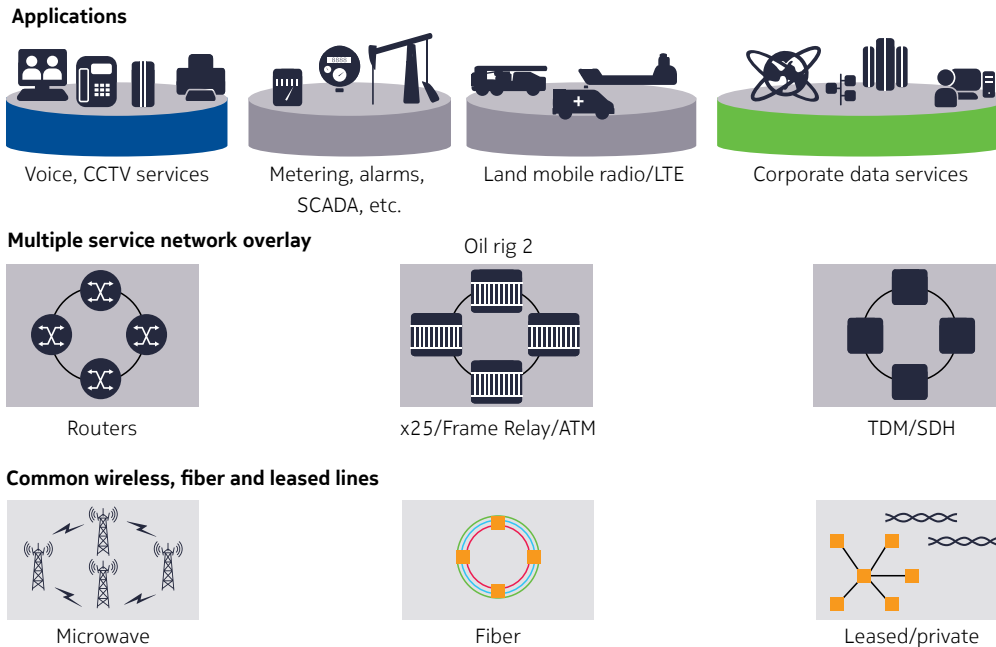 Applications
8888
Voice, CCTV services
Metering, alarms,
SCADA, etc.
Land mobile radio/LTE
Corporate data services
Multiple service network overlay
Oil rig 2
Routers
x25/Frame Relay/ATM
TDM/SDH
Common wireless, fiber and leased lines
Microwave
Fiber
Leased/private